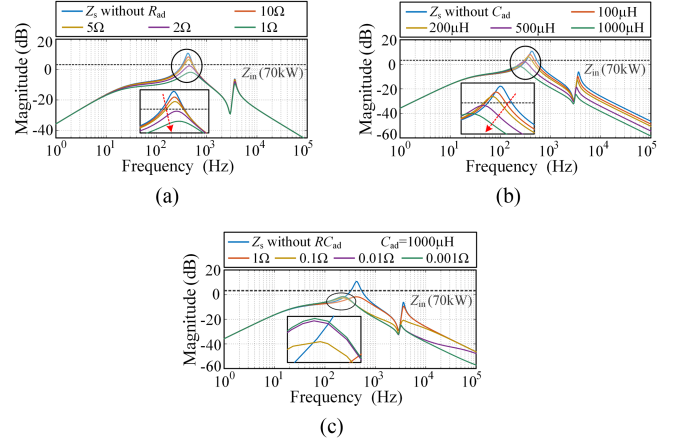 Zs without Rad 10Ω
5Ω 2Ω 1Ω
Magnitude (dB)
20
0
-20
-40
Zin (70kW)
10^0 10^1 10^2 10^3 10^4 10^5
Frequency (Hz)
(a)
Zs without Cad 100μH
200μH 500μH 1000μH
Magnitude (dB)
20
0
-20
-40
-60
Zin (70kW)
10^0 10^1 10^2 10^3 10^4 10^5
Frequency (Hz)
(b)
Zs without RCad Cad=1000μH
1Ω 0.1Ω 0.01Ω 0.001Ω
Magnitude (dB)
20
0
-20
-40
-60
Zin (70kW)
10^0 10^1 10^2 10^3 10^4 10^5
Frequency (Hz)
(c)